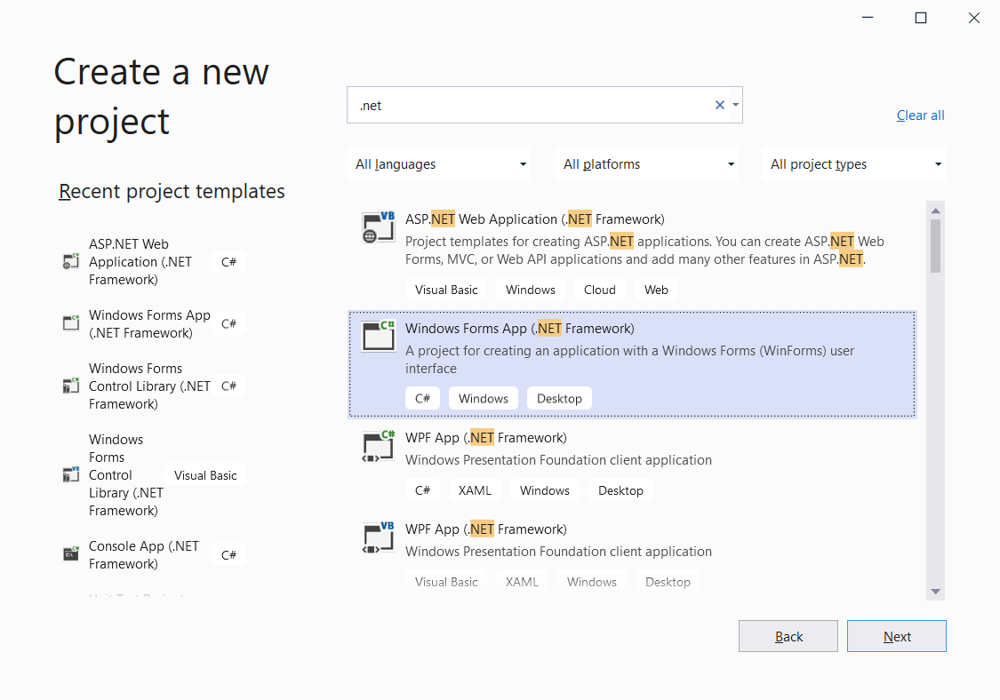 Create a new
project
Recent project templates
ASP.NET Web
Application (.NET
Framework)
C#
Windows Forms App
(.NET Framework)
C#
Windows Forms
Control Library (.NET
Framework)
C#
Windows
Forms
Control
Library (.NET
Framework)
Visual Basic
Console App (.NET
Framework)
C#
.net
Clear all
All languages
All platforms
All project types
VB
ASP.NET Web Application (.NET Framework)
Project templates for creating ASP.NET applications. You can create ASP.NET Web
Forms, MVC, or Web API applications and add many other features in ASP.NET.
Visual Basic Windows Cloud Web
C#
Windows Forms App (.NET Framework)
A project for creating an application with a Windows Forms (WinForms) user
interface
C# Windows Desktop
C#
WPF App (.NET Framework)
Windows Presentation Foundation client application
C# XAML Windows Desktop
VB
WPF App (.NET Framework)
Windows Presentation Foundation client application
Visual Basic XAML Windows Desktop
Back
Next